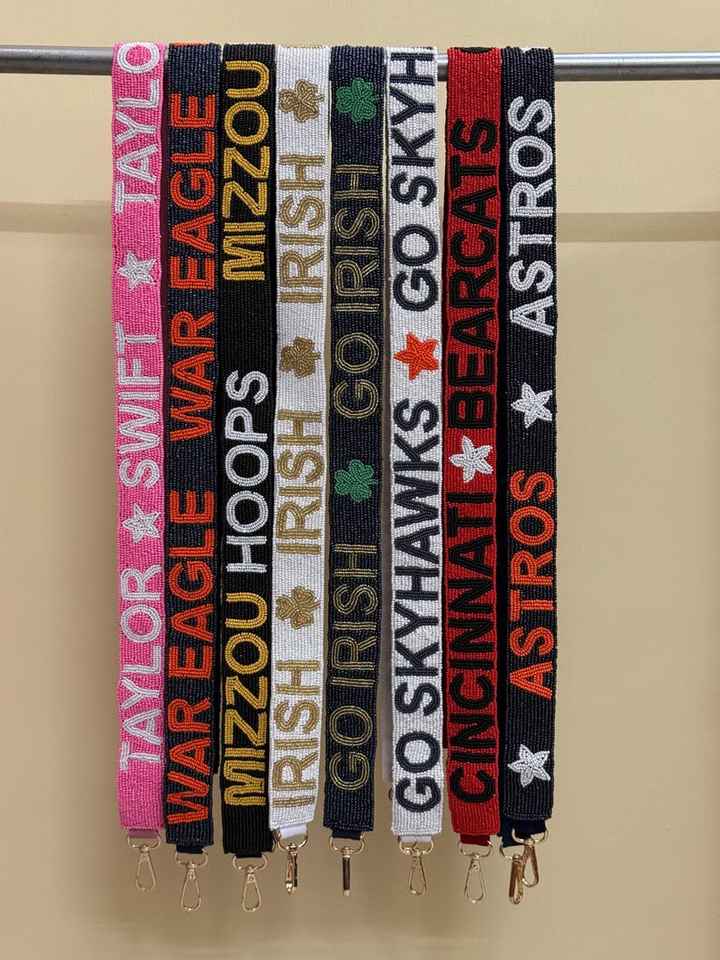 TAYLOR SWIFT TAYLO
WAR EAGLE WAR EAGLE
MIZZOU HOOPS MIZZOU
IRISH IRISH IRISH
GO IRISH GO IRISH
GO SKYHAWKS GO SKYH
CINCINNATI BEARCATS
ASTROS ASTROS